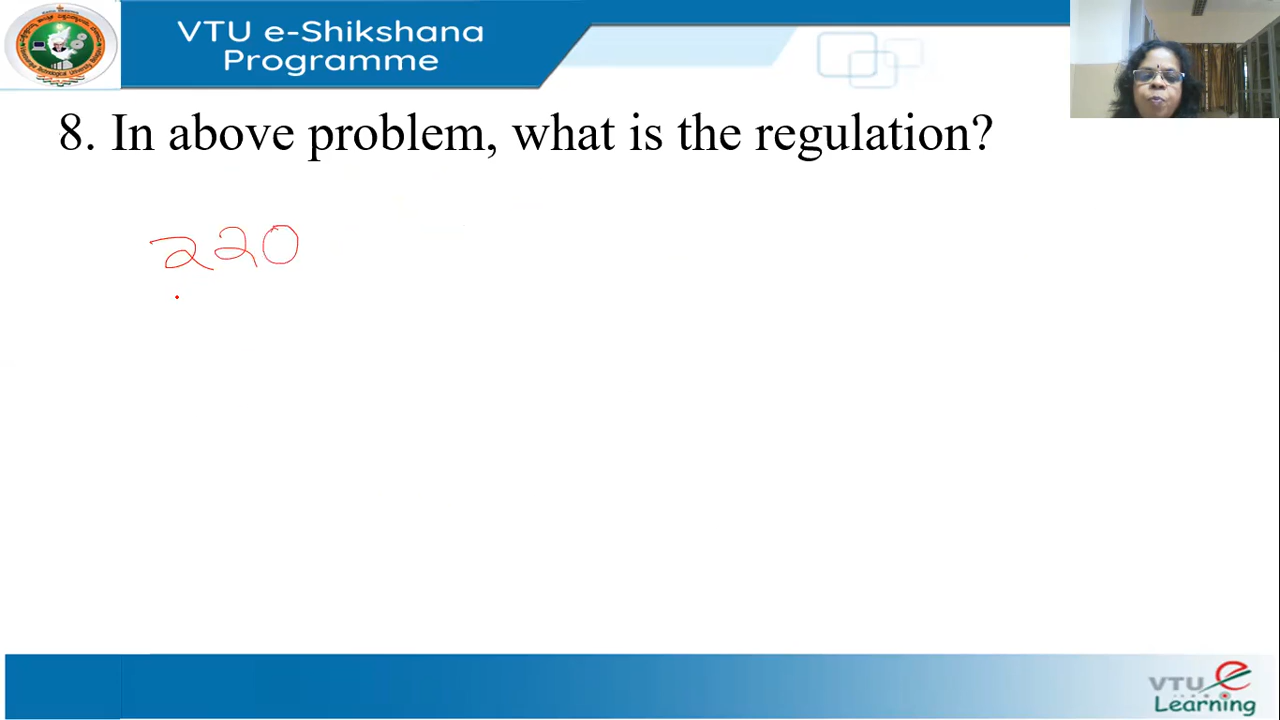 VTU e-Shikshana
Programme
8. In above problem, what is the regulation?
220
VTU
Learning